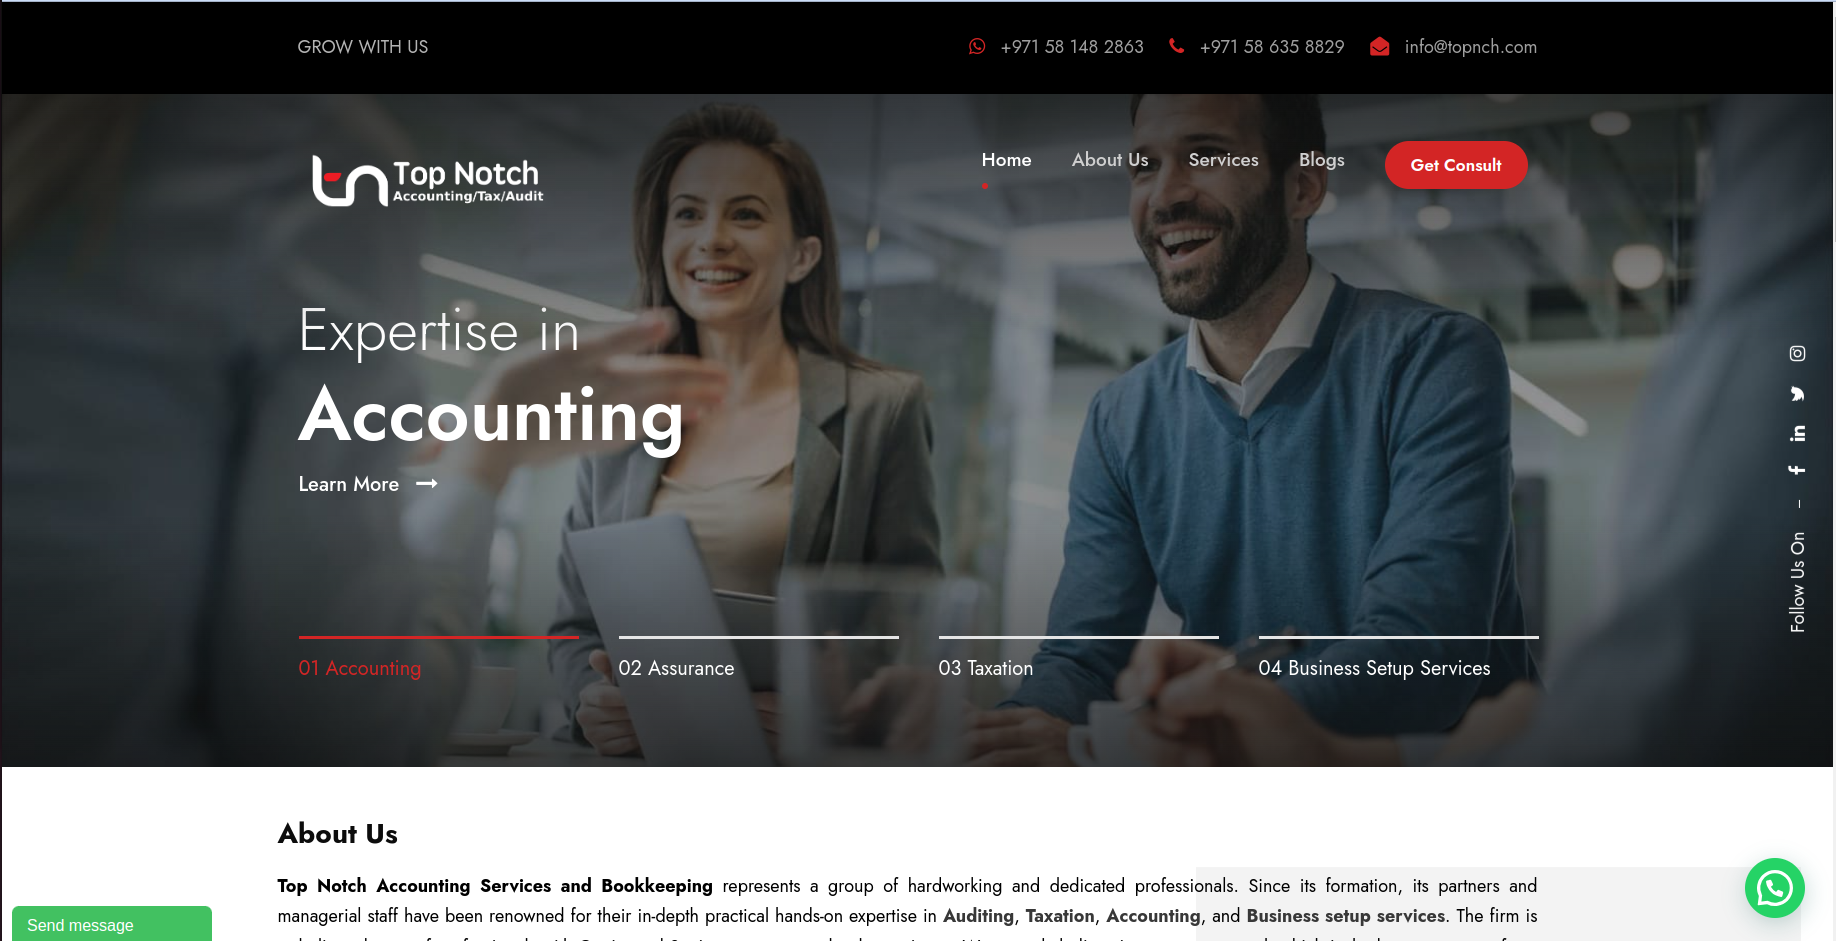 GROW WITH US
+971 58 148 2863
+971 58 635 8829
info@topnch.com
Top Notch
Accounting/Tax/Audit
Home
About Us
Services
Blogs
Get Consult
Expertise in
Accounting
Learn More
Follow Us On
01 Accounting
02 Assurance
03 Taxation
04 Business Setup Services
About Us
Top Notch Accounting Services and Bookkeeping represents a group of hardworking and dedicated professionals. Since its formation, its partners and
managerial staff have been renowned for their in-depth practical hands-on expertise in Auditing, Taxation, Accounting, and Business setup services. The firm is
Send message